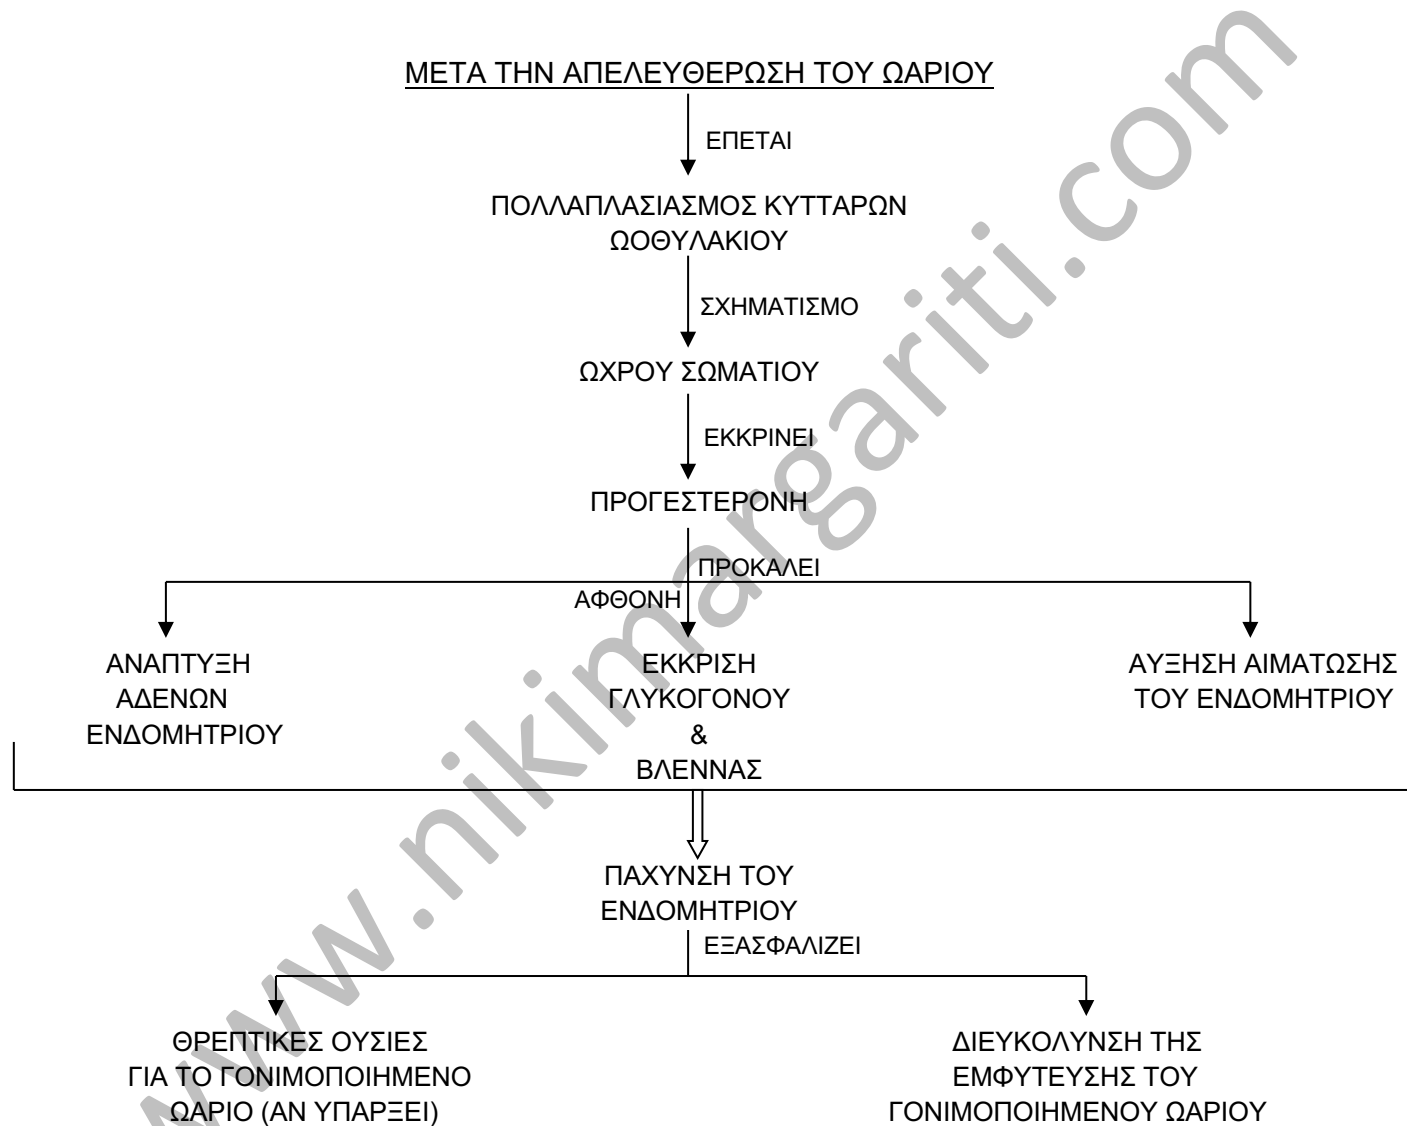 ΜΕΤΑ ΤΗΝ ΑΠΕΛΕΥΘΕΡΩΣΗ ΤΟΥ ΩΑΡΙΟΥ
ΕΠΕΤΑΙ
ΠΟΛΛΑΠΛΑΣΙΑΣΜΟΣ ΚΥΤΤΑΡΩΝ
ΩΟΘΥΛΑΚΙΟΥ
ΣΧΗΜΑΤΙΣΜΟ
ΩΧΡΟΥ ΣΩΜΑΤΙΟΥ
ΕΚΚΡΙΝΕΙ
ΠΡΟΓΕΣΤΕΡΟΝΗ
ΠΡΟΚΑΛΕΙ
ΑΦΘΟΝΗ
ΑΝΑΠΤΥΞΗ
ΑΔΕΝΩΝ
ΕΝΔΟΜΗΤΡΙΟΥ
ΕΚΚΡΙΣΗ
ΓΛΥΚΟΓΟΝΟΥ
&
ΒΛΕΝΝΑΣ
ΑΥΞΗΣΗ ΑΙΜΑΤΩΣΗΣ
ΤΟΥ ΕΝΔΟΜΗΤΡΙΟΥ
ΠΑΧΥΝΣΗ ΤΟΥ
ΕΝΔΟΜΗΤΡΙΟΥ
ΕΞΑΣΦΑΛΙΖΕΙ
ΘΡΕΠΤΙΚΕΣ ΟΥΣΙΕΣ
ΓΙΑ ΤΟ ΓΟΝΙΜΟΠΟΙΗΜΕΝΟ
ΩΑΡΙΟ (ΑΝ ΥΠΑΡΞΕΙ)
ΔΙΕΥΚΟΛΥΝΣΗ ΤΗΣ
ΕΜΦΥΤΕΥΣΗΣ ΤΟΥ
ΓΟΝΙΜΟΠΟΙΗΜΕΝΟΥ ΩΑΡΙΟΥ
www.nikimargariti.com